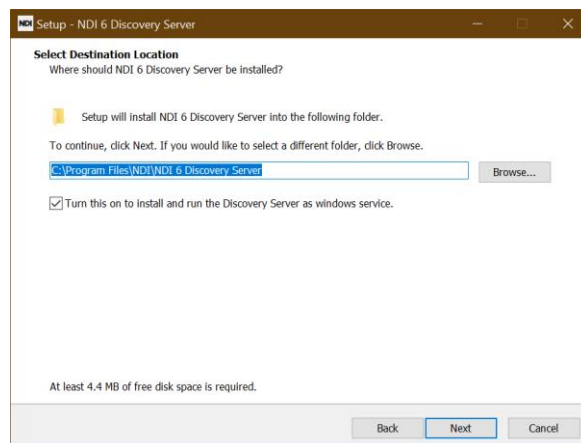 NDI Setup - NDI 6 Discovery Server
Select Destination Location
Where should NDI 6 Discovery Server be installed?
Setup will install NDI 6 Discovery Server into the following folder.
To continue, click Next. If you would like to select a different folder, click Browse.
C:\Program Files\NDI\NDI 6 Discovery Server
Browse...
Turn this on to install and run the Discovery Server as windows service.
At least 4.4 MB of free disk space is required.
Back Next Cancel